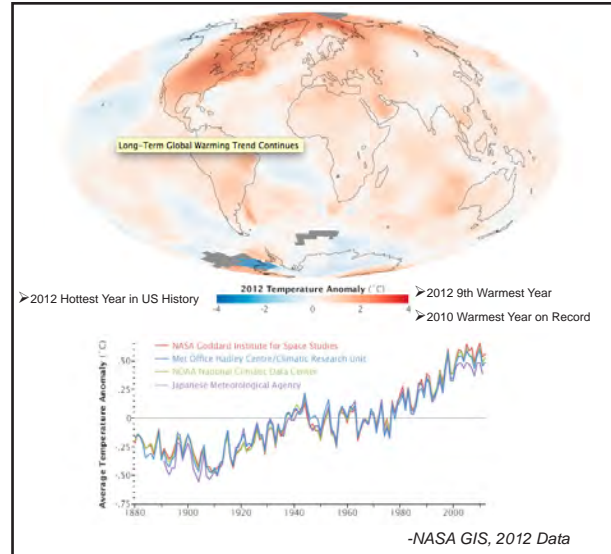 Long-Term Global Warming Trend Continues
➢2012 Hottest Year in US History
2012 Temperature Anomaly (˚C)
-4 -2 0 2 4
➢2012 9th Warmest Year
➢2010 Warmest Year on Record
Average Temperature Anomaly (˚C)
NASA Goddard Institute for Space Studies
Met Office Hadley Centre/Climatic Research Unit
NOAA National Climatic Data Center
Japanese Meteorological Agency
.50
.25
0
-.25
-.50
-.75
1880 1900 1920 1940 1960 1980 2000
-NASA GIS, 2012 Data